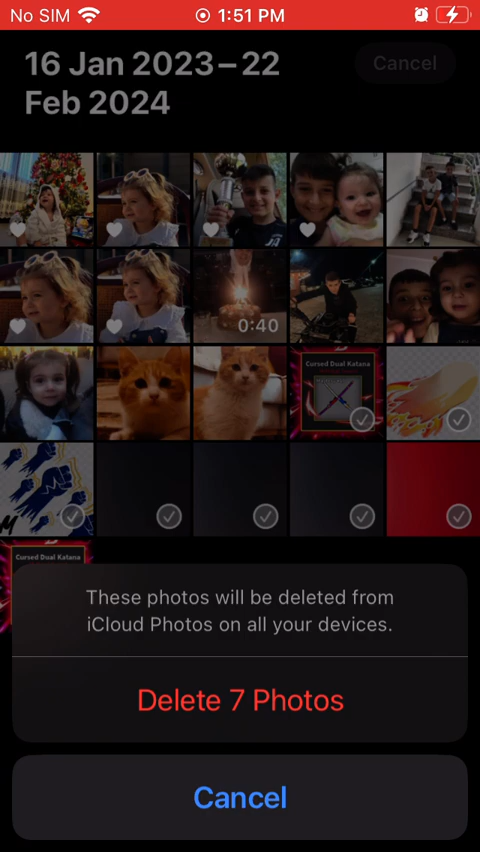 No SIM 1:51 PM
16 Jan 2023–22
Feb 2024
Cancel
0:40
Cursed Dual Katana
M
Cursed Dual Katana
These photos will be deleted from
iCloud Photos on all your devices.
Delete 7 Photos
Cancel